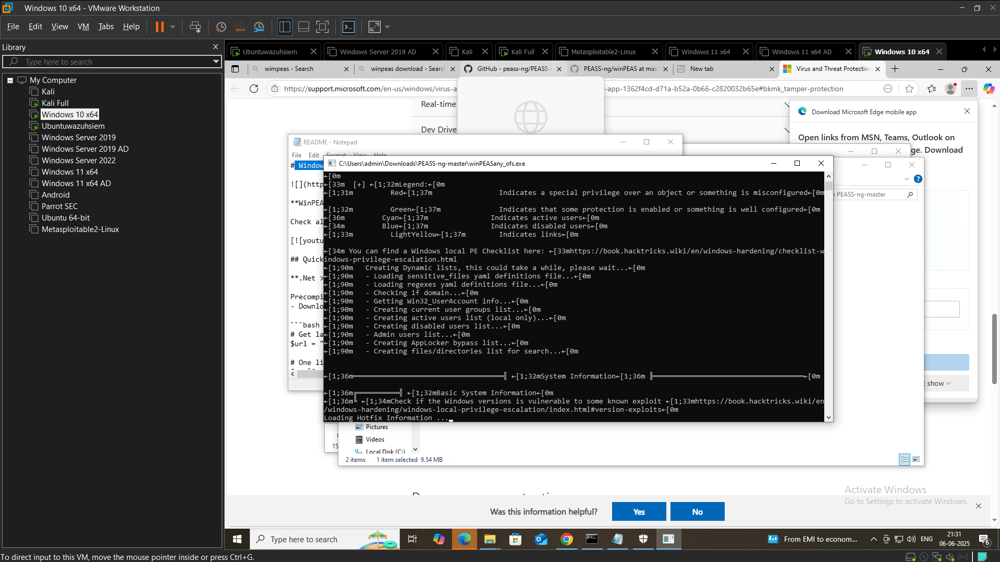 Windows 10 x64 - VMware Workstation
File Edit View VM Tabs Help
Library
Type here to search
My Computer
Kali
Kali Full
Windows 10 x64
Ubuntuwazuhsiem
Windows Server 2019
Windows Server 2019 AD
Windows Server 2022
Windows 11 x64
Windows 11 x64 AD
Android
Parrot SEC
Ubuntu 64-bit
Metasploitable2-Linux
Ubuntuwazuhsiem Windows Server 2019 AD Kali Kali Full Metasploitable2-Linux Windows 11 x64 Windows 11 x64 AD Windows 10 x64
wimpeas - Search winpeas download - Search GitHub - peass-ng/PEASS- PEASS-ng/winPEAS at mast New tab Virus and Threat Protection
https://support.microsoft.com/en-us/windows/virus-a -app-1362f4cd-d71a-b52a-0b66-c2820032b65e#bkmk_tamper-protection
Real-time
Dev Drive
Download Microsoft Edge mobile app
Open links from MSN, Teams, Outlook on
ge. Download
README - Notepad
File Edit Format View Help
# Window
![](http
**WinPEA
Check al
[![youtu
## Quick
**.Net >
Precompi
- Downlo
```bash
# Get la
$url = "
# One li
C:\Users\admin\Downloads\PEASS-ng-master\winPEASany_ofs.exe
←[0m
←[33m  [+] ←[1;32mLegend:←[0m
←[1;31m         Red←[1;37m                Indicates a special privilege over an object or something is misconfigured←[0m
←[1;32m         Green←[1;37m              Indicates that some protection is enabled or something is well configured←[0m
←[36m         Cyan←[1;37m               Indicates active users←[0m
←[34m         Blue←[1;37m               Indicates disabled users←[0m
←[1;33m         LightYellow←[1;37m        Indicates links←[0m
←[34m You can find a Windows local PE Checklist here: ←[33mhttps://book.hacktricks.wiki/en/windows-hardening/checklist-w
indows-privilege-escalation.html
←[1;90m   Creating Dynamic lists, this could take a while, please wait...←[0m
←[1;90m   - Loading sensitive_files yaml definitions file...←[0m
←[1;90m   - Loading regexes yaml definitions file...←[0m
←[1;90m   - Checking if domain...←[0m
←[1;90m   - Getting Win32_UserAccount info...←[0m
←[1;90m   - Creating current user groups list...←[0m
←[1;90m   - Creating active users list (local only)...←[0m
←[1;90m   - Creating disabled users list...←[0m
←[1;90m   - Admin users list...←[0m
←[1;90m   - Creating AppLocker bypass list...←[0m
←[1;90m   - Creating files/directories list for search...←[0m
←[1;36m════════════════════════════════════╣ ←[1;32mSystem Information←[1;36m ╠════════════════════════════════════←[0m
←[1;36m╔══════════╣ ←[1;32mBasic System Information←[0m
←[1;36m╚ ←[1;34mCheck if the Windows versions is vulnerable to some known exploit ←[1;33mhttps://book.hacktricks.wiki/en
/windows-hardening/windows-local-privilege-escalation/index.html#version-exploits←[0m
Loading Hotfix Information ...
PEASS-ng-master
t show
Pictures
Videos
Local Disk (C:)
15
2 items 1 item selected 9.54 MB
Activate Windows
Go to Settings to activate Windows.
Was this information helpful? Yes No
Type here to search
From EMI to econom... ENG
21:31
06-06-2025
6
To direct input to this VM, move the mouse pointer inside or press Ctrl+G.